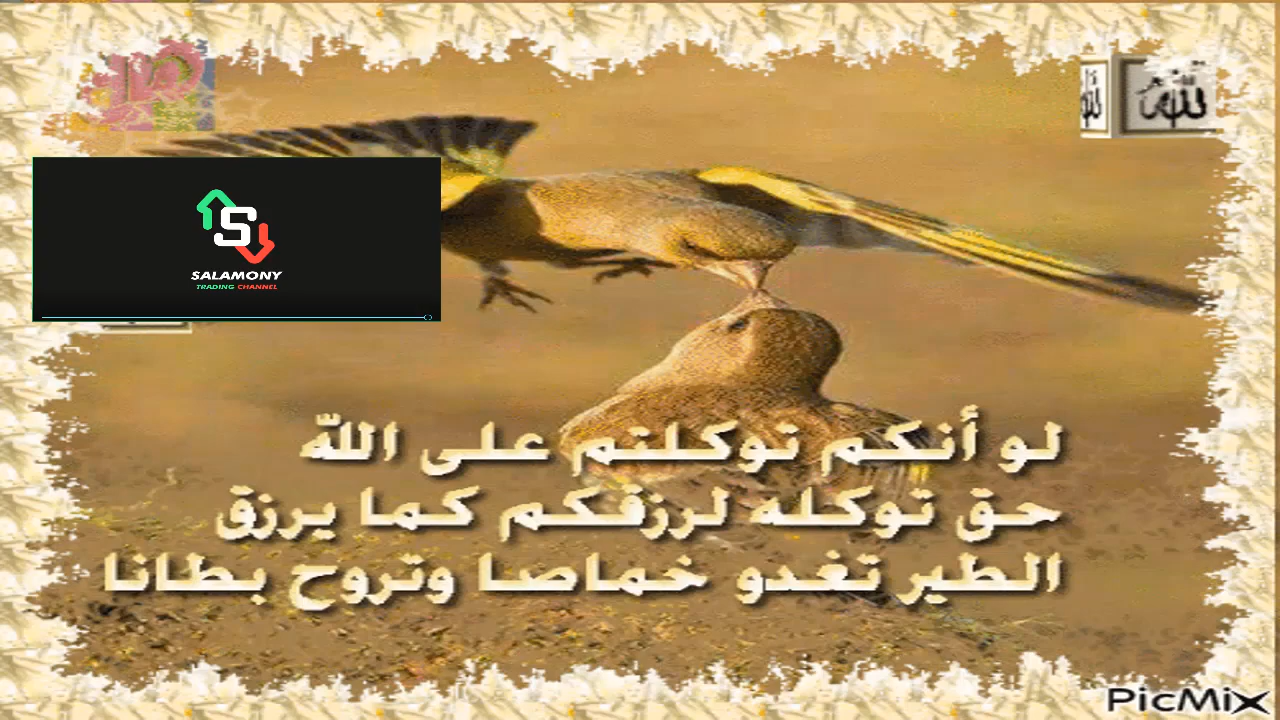 SALAMONY
TRADING CHANNEL
لو أنكم توكلتم على الله
حق توكله لرزقكم كما يرزق
الطير تغدو خماصا وتروح بطانا
PicMix